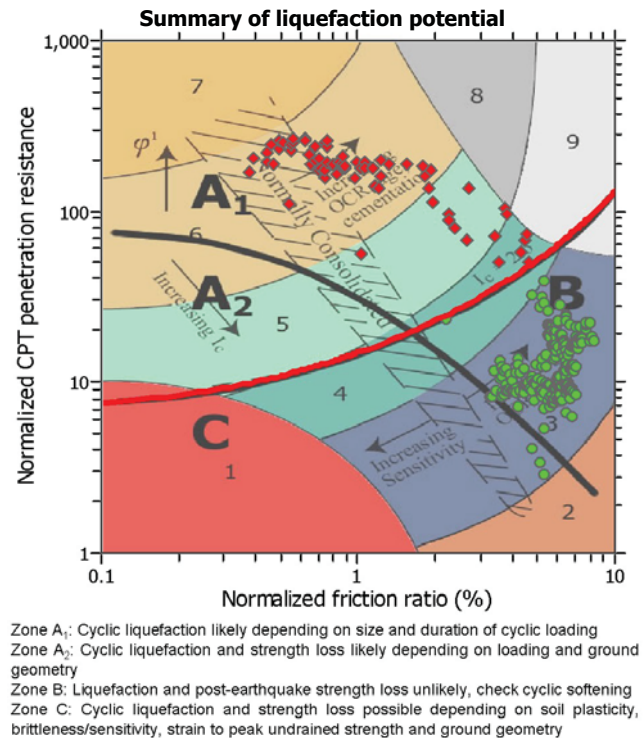 Summary of liquefaction potential
1,000
7
8
9
φ¹
A1
Increasing
OCR, age,
cementation
Normally Consolidated
100
6
A2
Increasing Ic
5
Ic = 2.6
B
10
4
C
1
Increasing
Sensitivity
3
2
1
0.1
1
10
Normalized CPT penetration resistance
Normalized friction ratio (%)
Zone A1: Cyclic liquefaction likely depending on size and duration of cyclic loading
Zone A2: Cyclic liquefaction and strength loss likely depending on loading and ground
geometry
Zone B: Liquefaction and post-earthquake strength loss unlikely, check cyclic softening
Zone C: Cyclic liquefaction and strength loss possible depending on soil plasticity,
brittleness/sensitivity, strain to peak undrained strength and ground geometry